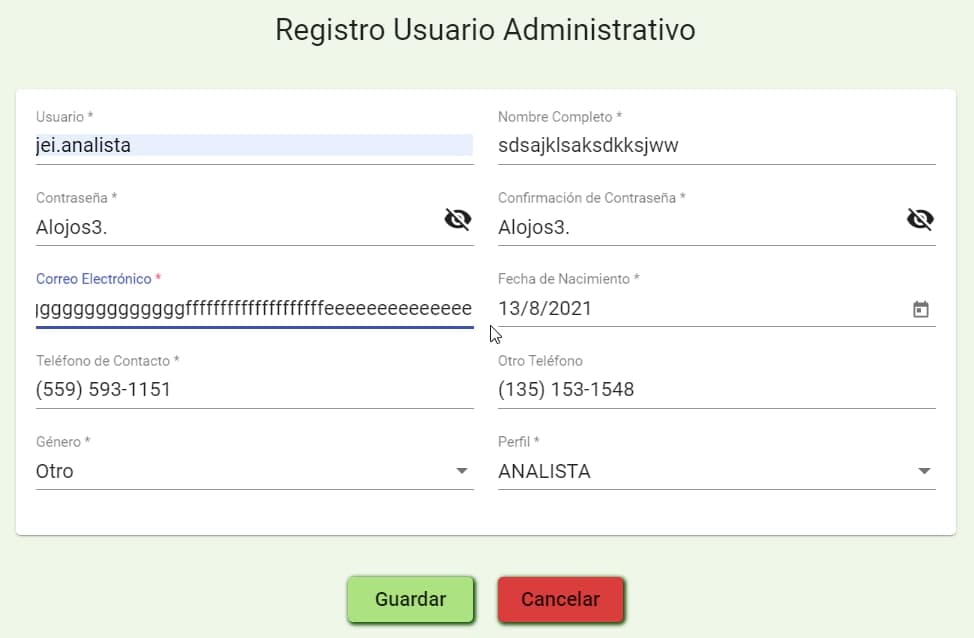 Registro Usuario Administrativo
Usuario *
Nombre Completo *
jei.analista
sdsajklsaksdkksjww
Contraseña *
Confirmación de Contraseña *
Alojos3.
Alojos3.
Correo Electrónico *
Fecha de Nacimiento *
gggggggggggggffffffffffffffffffffeeeeeeeeeeeeee
13/8/2021
Teléfono de Contacto *
Otro Teléfono
(559) 593-1151
(135) 153-1548
Género *
Perfil *
Otro
ANALISTA
Guardar
Cancelar